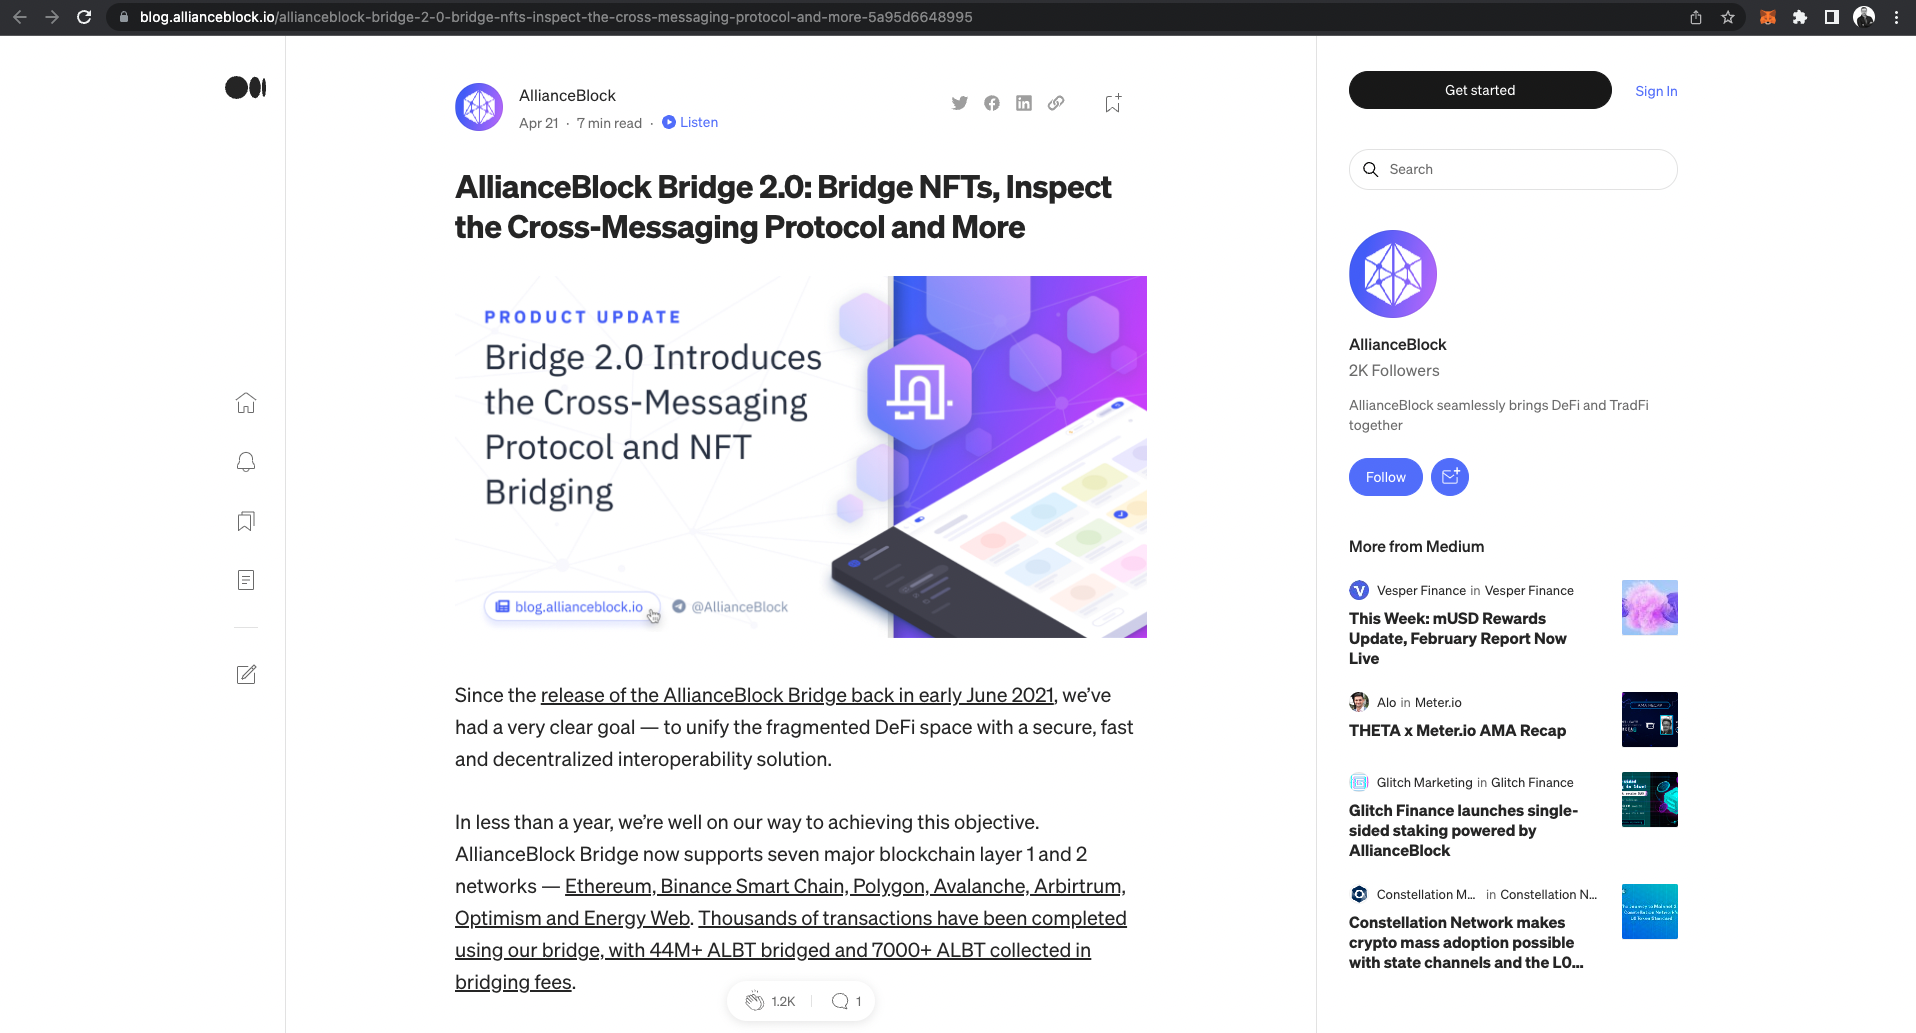 blog.allianceblock.io/allianceblock-bridge-2-0-bridge-nfts-inspect-the-cross-messaging-protocol-and-more-5a95d6648995
AllianceBlock
Apr 21 · 7 min read · Listen
AllianceBlock Bridge 2.0: Bridge NFTs, Inspect
the Cross-Messaging Protocol and More
PRODUCT UPDATE
Bridge 2.0 Introduces
the Cross-Messaging
Protocol and NFT
Bridging
blog.allianceblock.io @AllianceBlock
Since the release of the AllianceBlock Bridge back in early June 2021, we’ve
had a very clear goal — to unify the fragmented DeFi space with a secure, fast
and decentralized interoperability solution.
In less than a year, we’re well on our way to achieving this objective.
AllianceBlock Bridge now supports seven major blockchain layer 1 and 2
networks — Ethereum, Binance Smart Chain, Polygon, Avalanche, Arbirtrum,
Optimism and Energy Web. Thousands of transactions have been completed
using our bridge, with 44M+ ALBT bridged and 7000+ ALBT collected in
bridging fees.
1.2K 1
Get started Sign In
Search
AllianceBlock
2K Followers
AllianceBlock seamlessly brings DeFi and TradFi
together
Follow
More from Medium
Vesper Finance in Vesper Finance
This Week: mUSD Rewards
Update, February Report Now
Live
Alo in Meter.io
THETA x Meter.io AMA Recap
Glitch Marketing in Glitch Finance
Glitch Finance launches single-
sided staking powered by
AllianceBlock
Constellation M... in Constellation N...
Constellation Network makes
crypto mass adoption possible
with state channels and the L0...